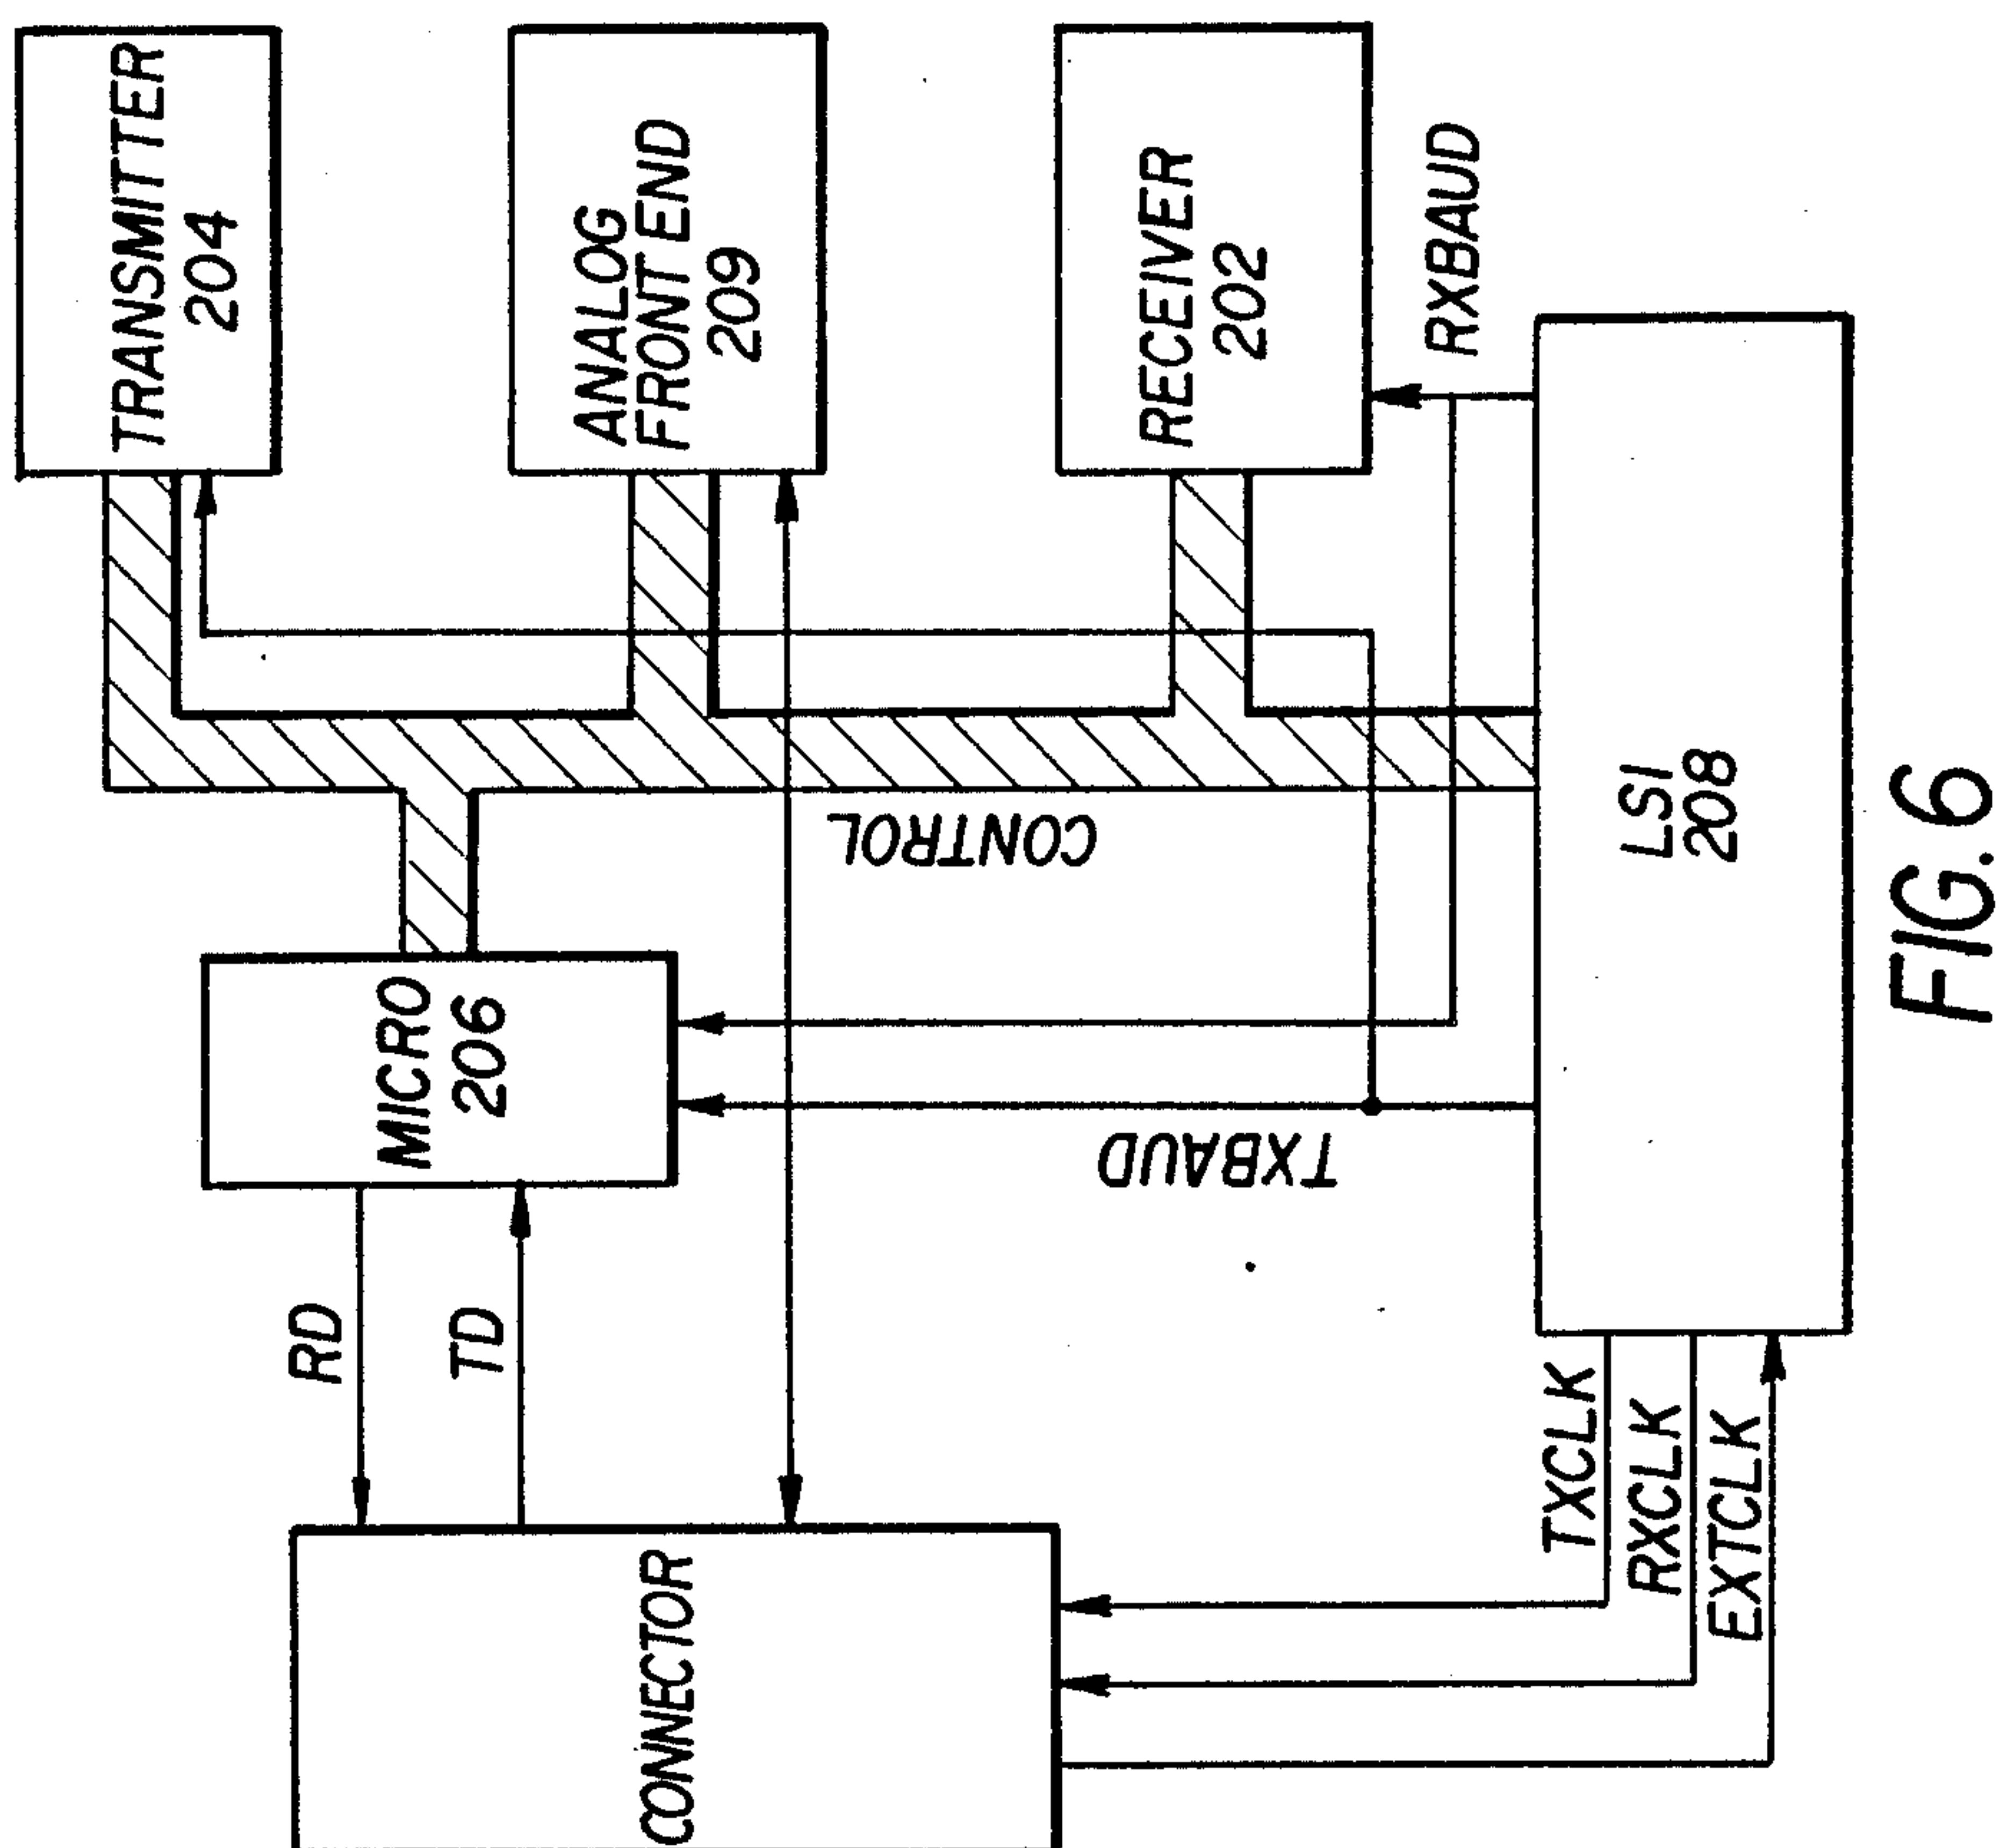 TRANSMITTER
204
ANALOG
FRONT END
209
RECEIVER
202
RXBAUD
CONTROL
MICRO
206
TXBAUD
LSI
208
RD
TD
CONNECTOR
TXCLK
RXCLK
EXTCLK
FIG.6